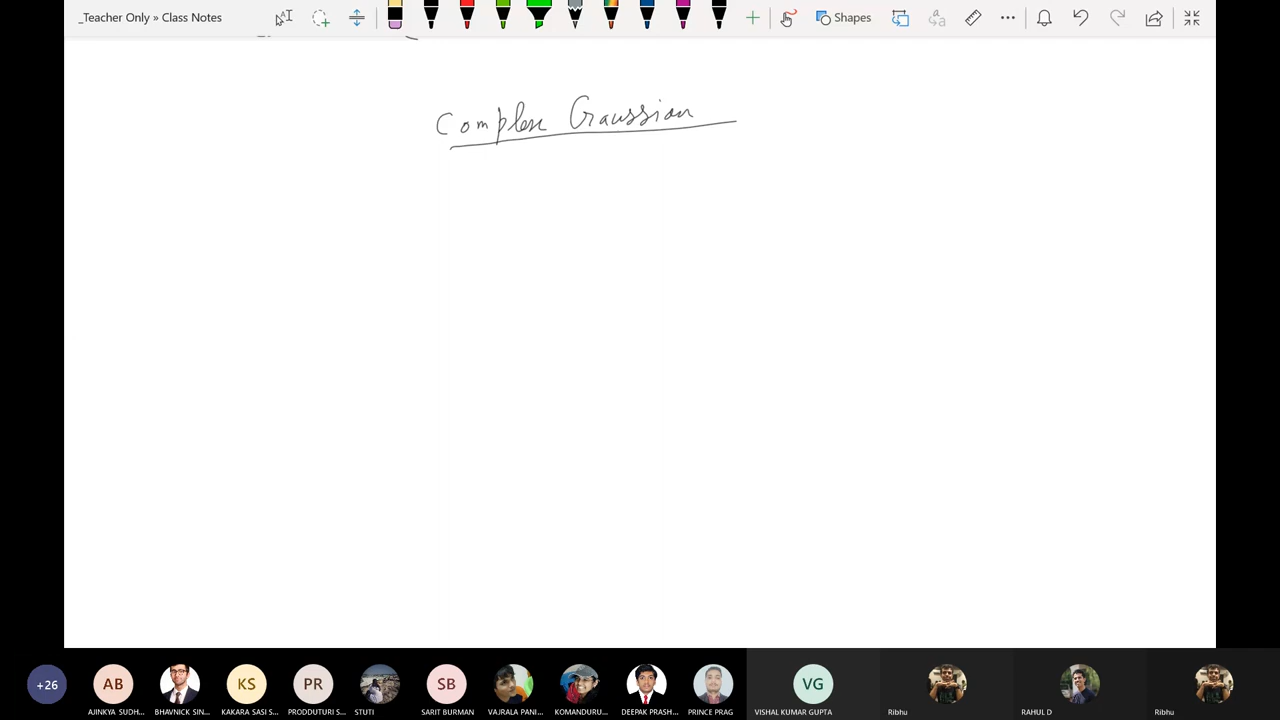 _Teacher Only » Class Notes
Shapes
Complex Gaussian
+26
AB
KS
PR
SB
VG
AJINKYA SUDH...
BHAVNICK SIN...
KAKARA SASI S...
PRODDUTURI S...
STUTI
SARIT BURMAN
VAJRALA PANI...
KOMANDURU...
DEEPAK PRASH...
PRINCE PRAG
VISHAL KUMAR GUPTA
Ribhu
RAHUL D
Ribhu